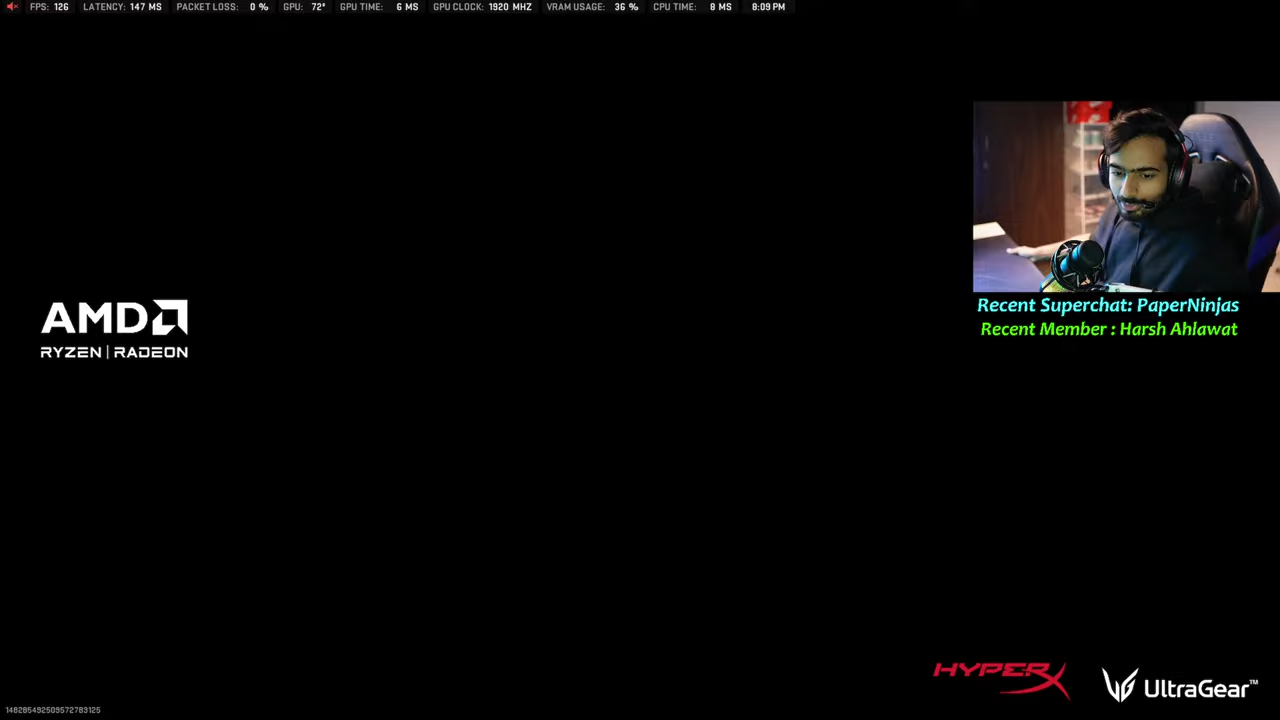 FPS: 126 LATENCY: 147 MS PACKET LOSS: 0 % GPU: 72° GPU TIME: 6 MS GPU CLOCK: 1920 MHZ VRAM USAGE: 36 % CPU TIME: 8 MS 8:09 PM
AMD
RYZEN | RADEON
Recent Superchat: PaperNinjas
Recent Member : Harsh Ahlawat
HYPERX
UltraGear™
148285492509572783125